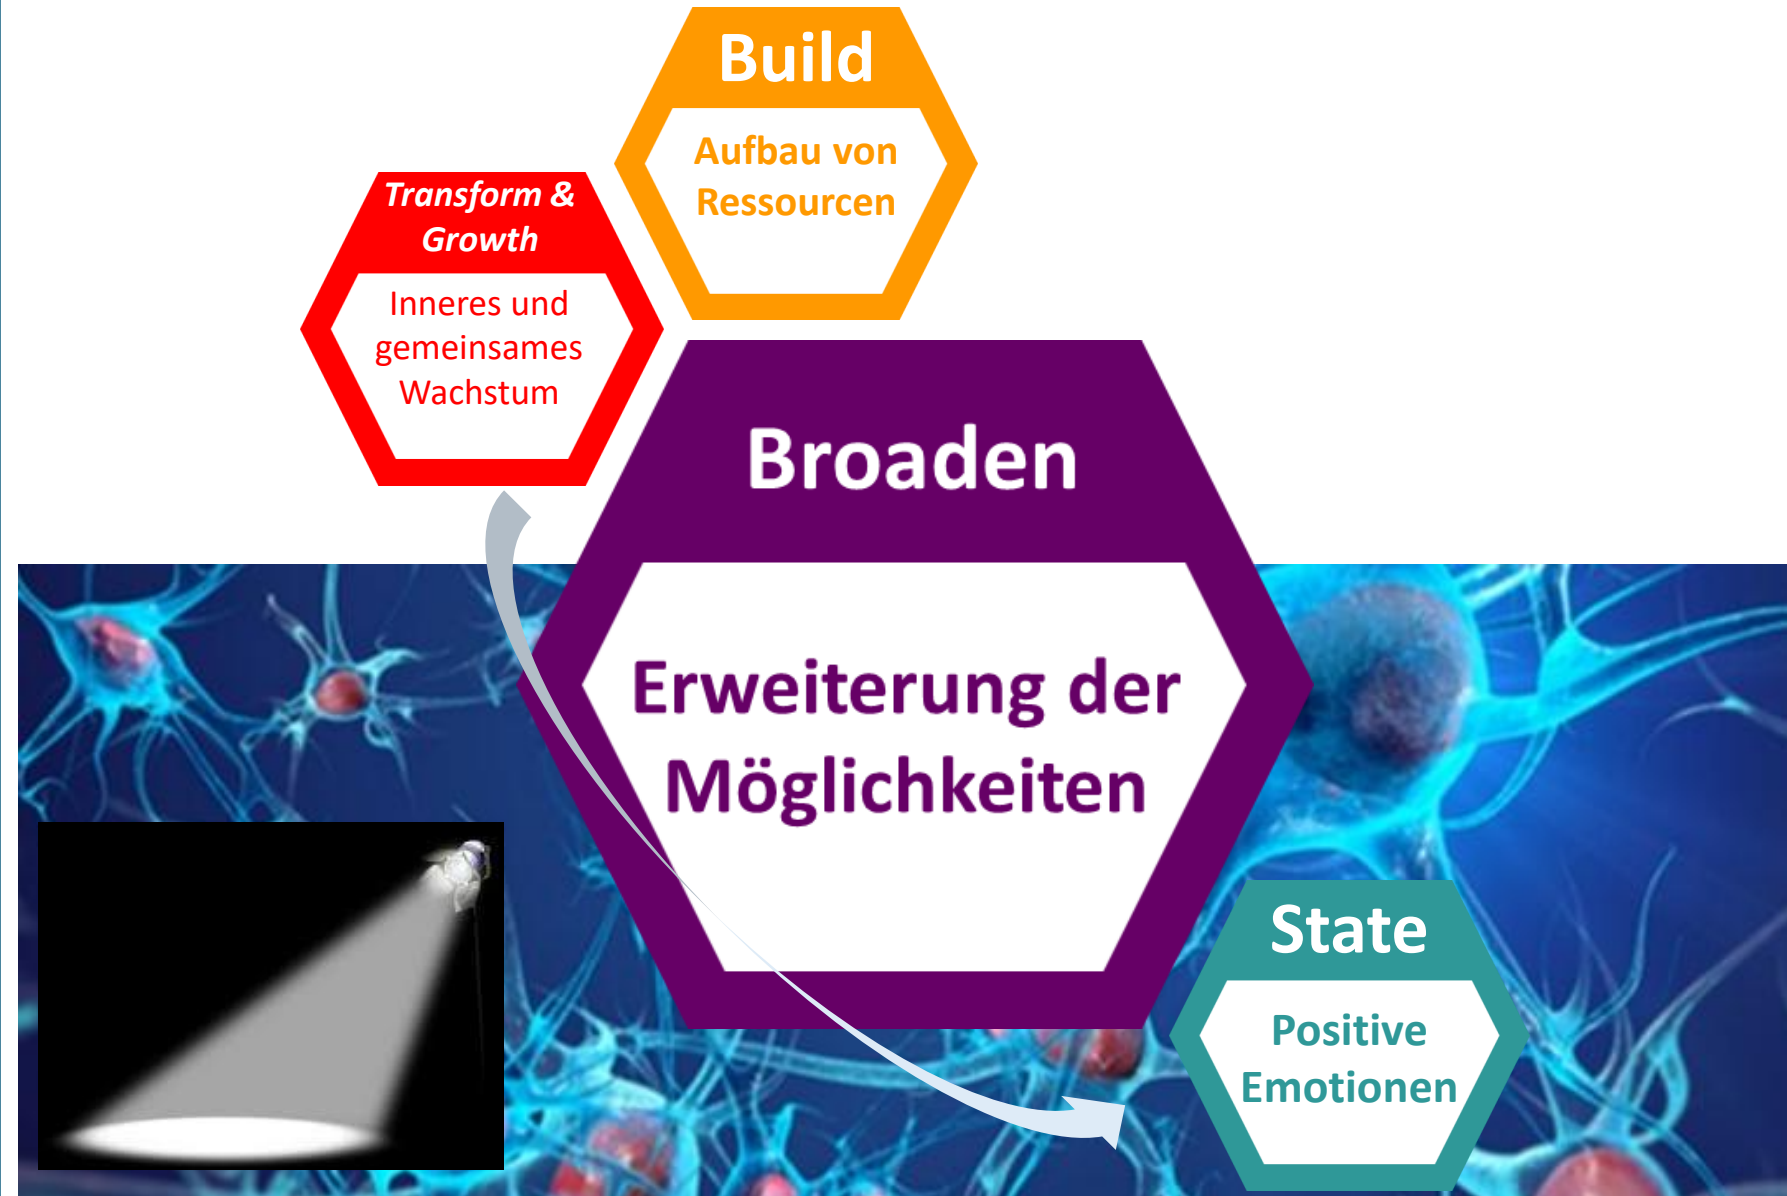 Build
Aufbau von
Ressourcen
Transform &
Growth
Inneres und
gemeinsames
Wachstum
Broaden
Erweiterung der
Möglichkeiten
State
Positive
Emotionen